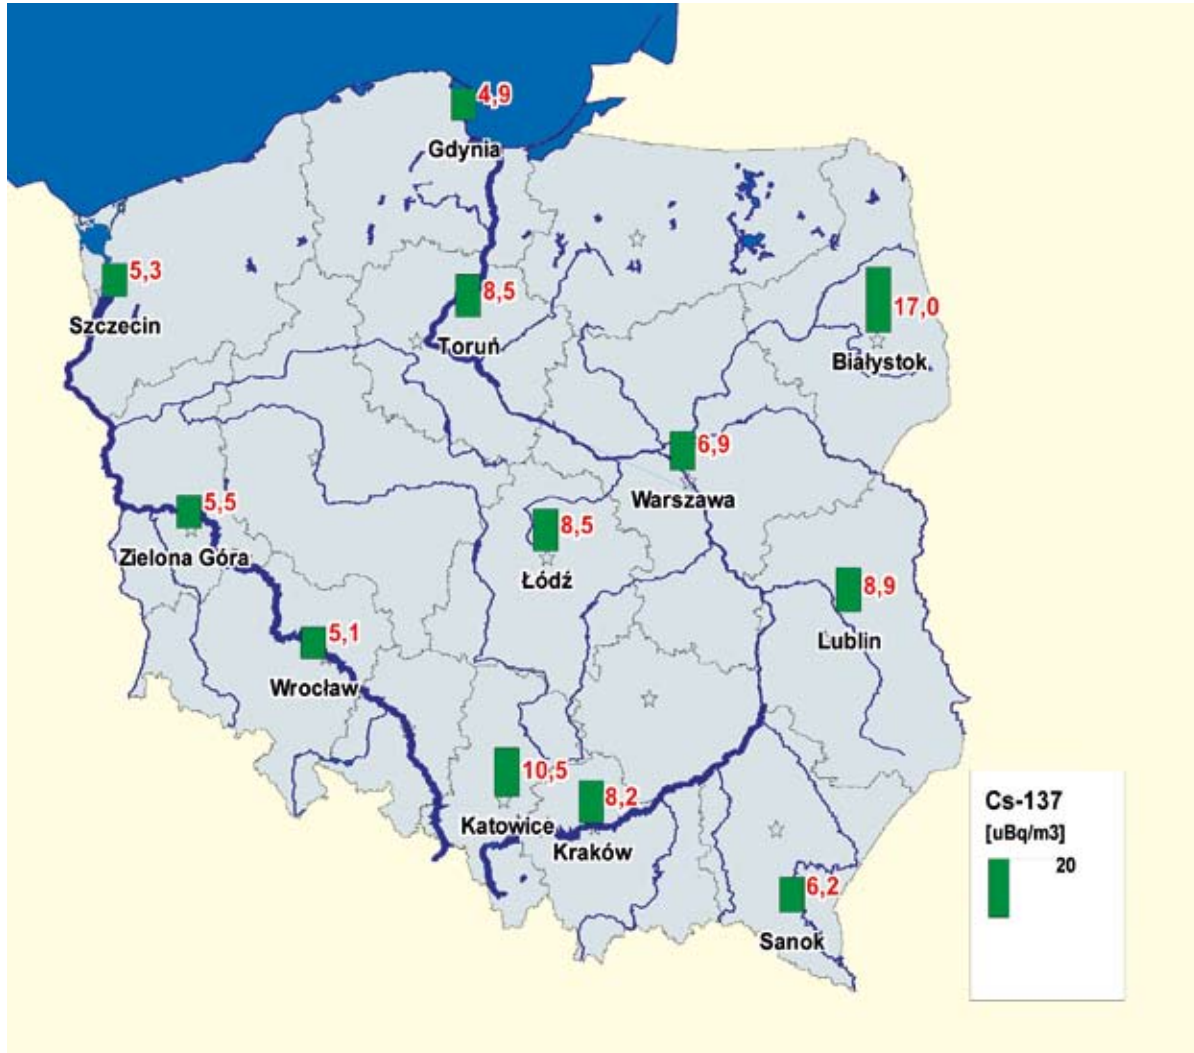 4,9
Gdynia
5,3
Szczecin
8,5
Toruń
17,0
Białystok
6,9
Warszawa
5,5
Zielona Góra
8,5
Łódź
8,9
Lublin
5,1
Wrocław
10,5
Katowice
8,2
Kraków
6,2
Sanok
Cs-137
[uBq/m3]
20